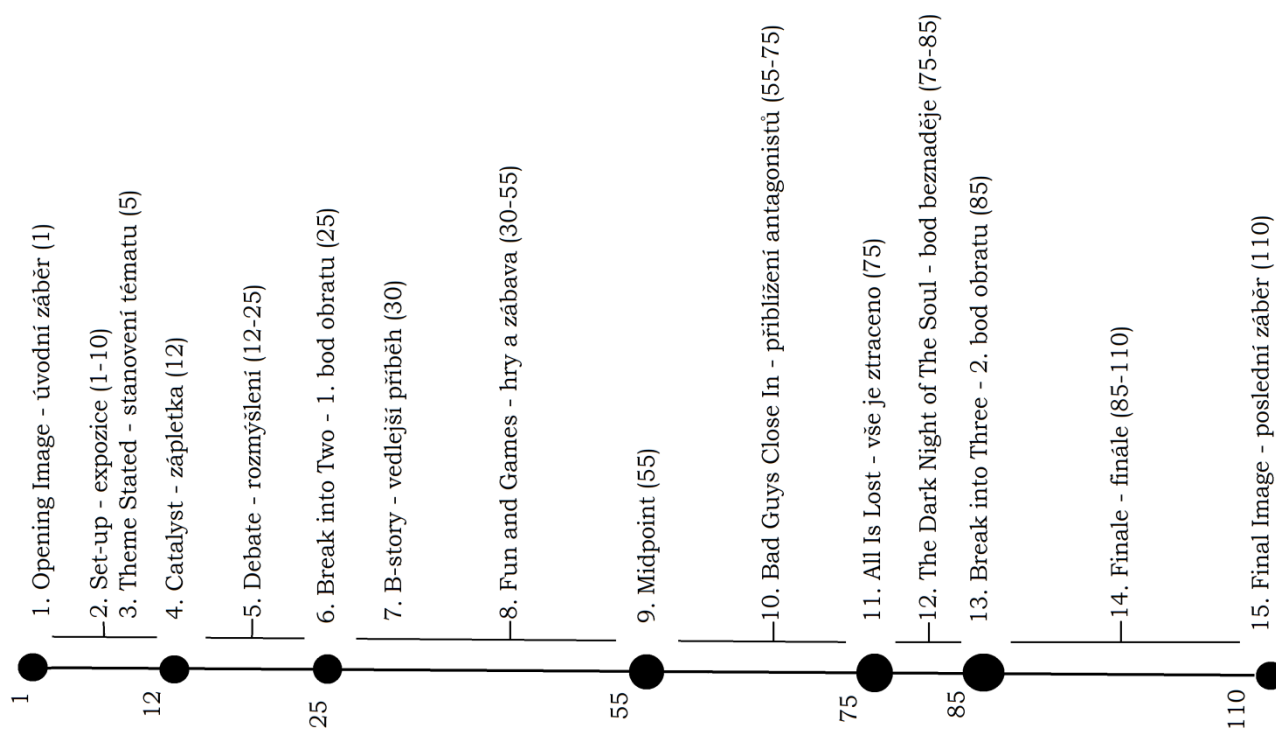 1. Opening Image - úvodní záběr (1)
2. Set-up - expozice (1-10)
3. Theme Stated - stanovení tématu (5)
4. Catalyst - zápletka (12)
5. Debate - rozmýšlení (12-25)
6. Break into Two - 1. bod obratu (25)
7. B-story - vedlejší příběh (30)
8. Fun and Games - hry a zábava (30-55)
9. Midpoint (55)
10. Bad Guys Close In - přiblížení antagonistů (55-75)
11. All Is Lost - vše je ztraceno (75)
12. The Dark Night of The Soul - bod beznaděje (75-85)
13. Break into Three - 2. bod obratu (85)
14. Finale - finále (85-110)
15. Final Image - poslední záběr (110)
1
12
25
55
75
85
110